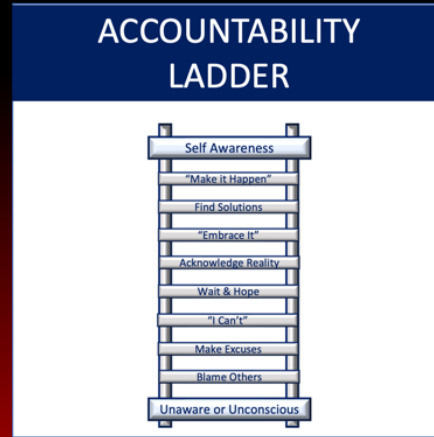 ACCOUNTABILITY
LADDER
Self Awareness
“Make it Happen”
Find Solutions
“Embrace It”
Acknowledge Reality
Wait & Hope
“I Can’t”
Make Excuses
Blame Others
Unaware or Unconscious